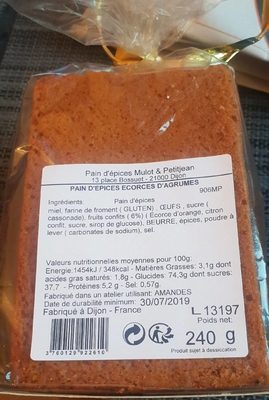 Pain d'épices Mulot & Petitjean
13 place Bossuet - 21000 Dijon
PAIN D'EPICES ECORCES D'AGRUMES
906MP
Ingrédients: Pain d'épices
miel, farine de froment ( GLUTEN) , ŒUFS , sucre (
cassonade), fruits confits ( 6%) ( Écorce d'orange, citron
confit, sucre, sirop de glucose), BEURRE, épices, poudre à
lever ( carbonates de sodium), sel.
Valeurs nutritionnelles moyennes pour 100g:
Energie:1454kJ / 348kcal - Matières Grasses: 3,1g dont
acides gras saturés: 1.8g - Glucides: 74,3g dont sucres:
37,7 - Protéines:5,2 g - Sel: 0.57g.
Fabriqué dans un atelier utilisant: AMANDES
Date de durabilité minimum: 30/07/2019
Fabriqué à Dijon - France
L 13197
Poids net:
240 g
3760129922610
Produit sujet à dessiccation